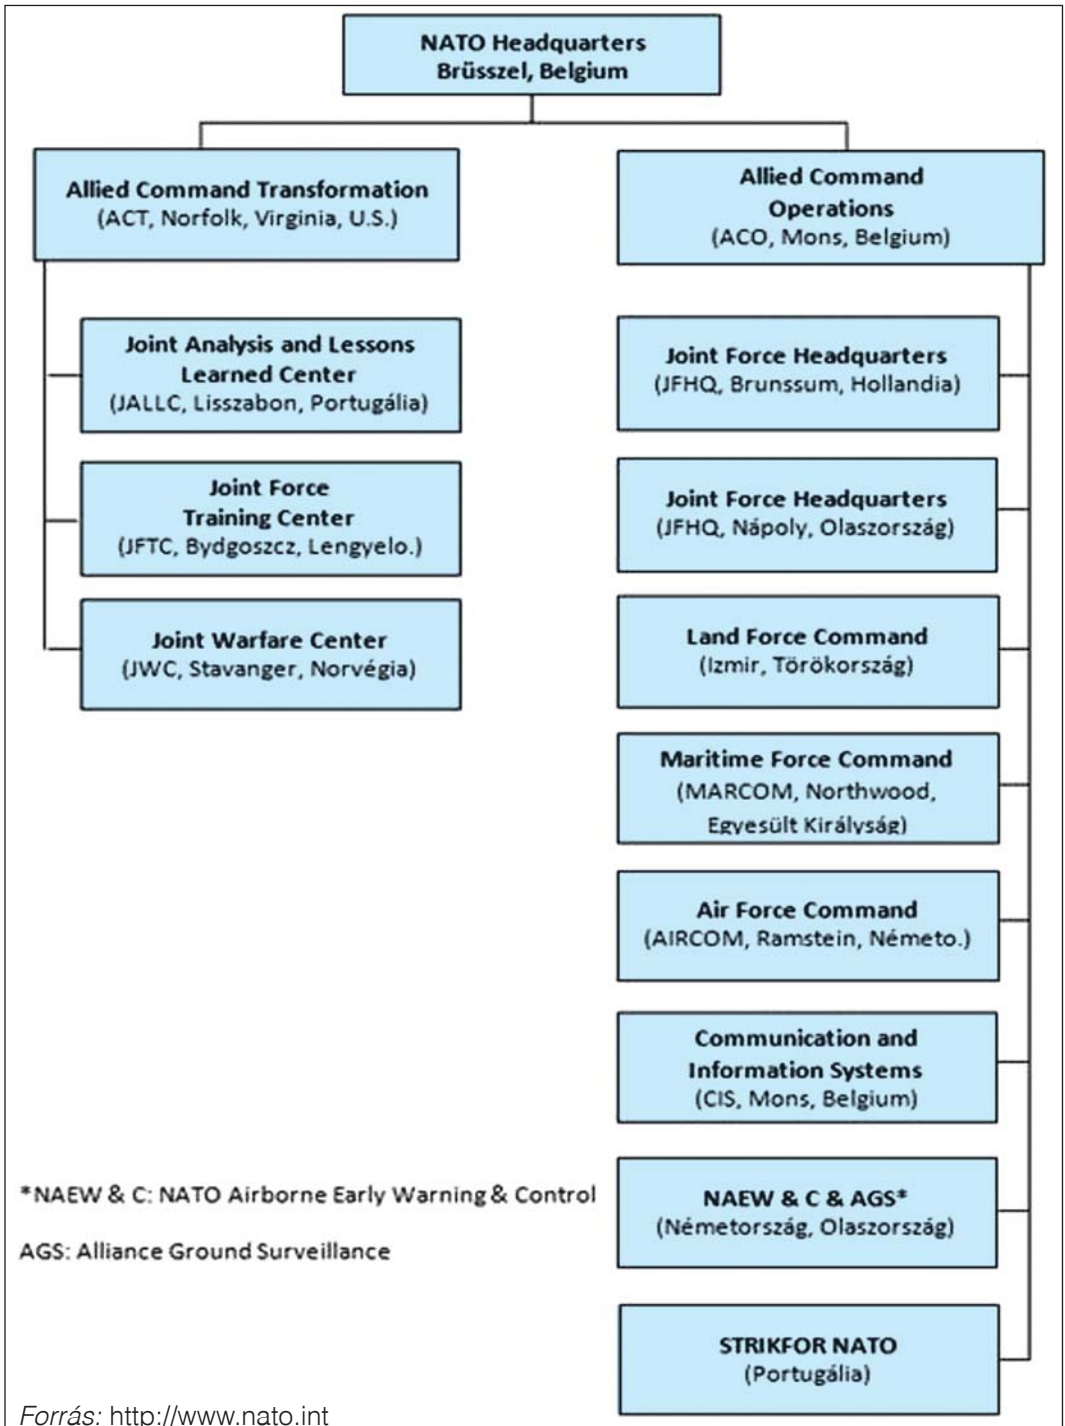 NATO Headquarters
Brüsszel, Belgium
Allied Command Transformation
(ACT, Norfolk, Virginia, U.S.)
Joint Analysis and Lessons
Learned Center
(JALLC, Lisszabon, Portugália)
Joint Force
Training Center
(JFTC, Bydgoszcz, Lengyelo.)
Joint Warfare Center
(JWC, Stavanger, Norvégia)
Allied Command
Operations
(ACO, Mons, Belgium)
Joint Force Headquarters
(JFHQ, Brunssum, Hollandia)
Joint Force Headquarters
(JFHQ, Nápoly, Olaszország)
Land Force Command
(Izmir, Törökország)
Maritime Force Command
(MARCOM, Northwood,
Egyesült Királyság)
Air Force Command
(AIRCOM, Ramstein, Németo.)
Communication and
Information Systems
(CIS, Mons, Belgium)
NAEW & C & AGS*
(Németország, Olaszország)
STRIKFOR NATO
(Portugália)
*NAEW & C: NATO Airborne Early Warning & Control
AGS: Alliance Ground Surveillance
Forrás: http://www.nato.int